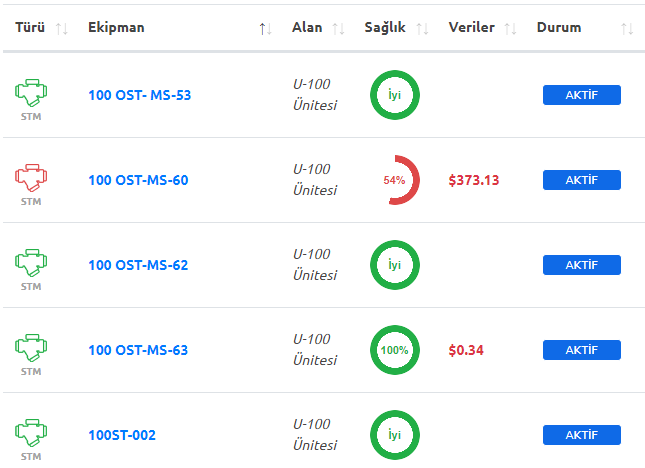 Türü Ekipman Alan Sağlık Veriler Durum
STM 100 OST- MS-53 U-100 Ünitesi İyi AKTİF
STM 100 OST-MS-60 U-100 Ünitesi 54% $373.13 AKTİF
STM 100 OST-MS-62 U-100 Ünitesi İyi AKTİF
STM 100 OST-MS-63 U-100 Ünitesi 100% $0.34 AKTİF
STM 100ST-002 U-100 Ünitesi İyi AKTİF